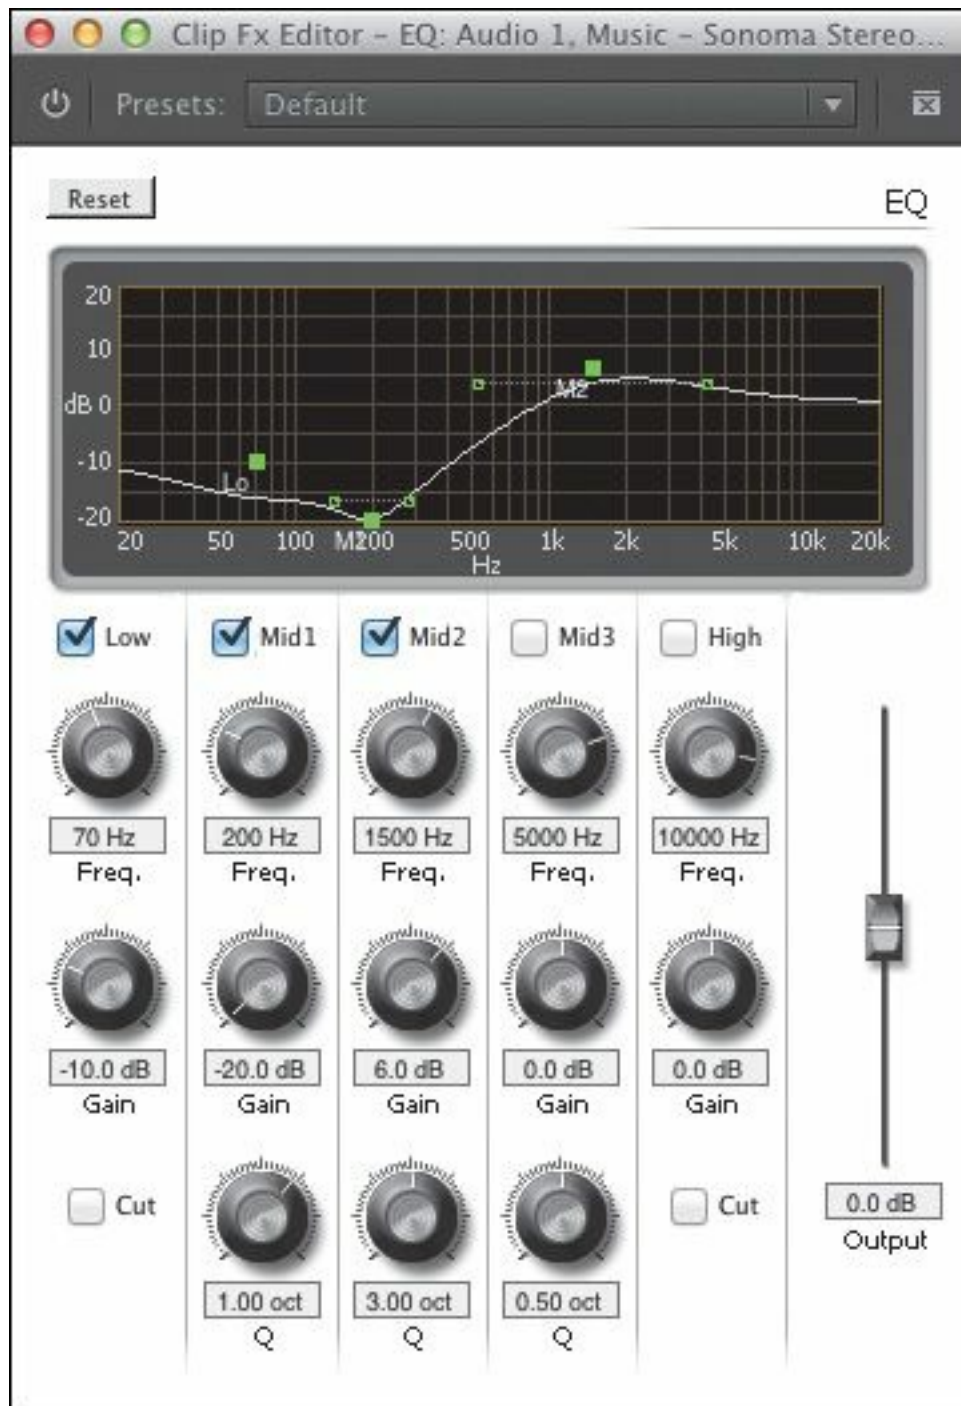 Clip Fx Editor – EQ: Audio 1, Music – Sonoma Stereo...
Presets: Default
Reset
EQ
20
10
dB 0
-10
-20
Lo
M2
20 50 100 M1 200 500 1k 2k 5k 10k 20k
Hz
Low Mid1 Mid2 Mid3 High
70 Hz 200 Hz 1500 Hz 5000 Hz 10000 Hz
Freq. Freq. Freq. Freq. Freq.
-10.0 dB -20.0 dB 6.0 dB 0.0 dB 0.0 dB
Gain Gain Gain Gain Gain
Cut Cut 0.0 dB
Output
1.00 oct 3.00 oct 0.50 oct
Q Q Q